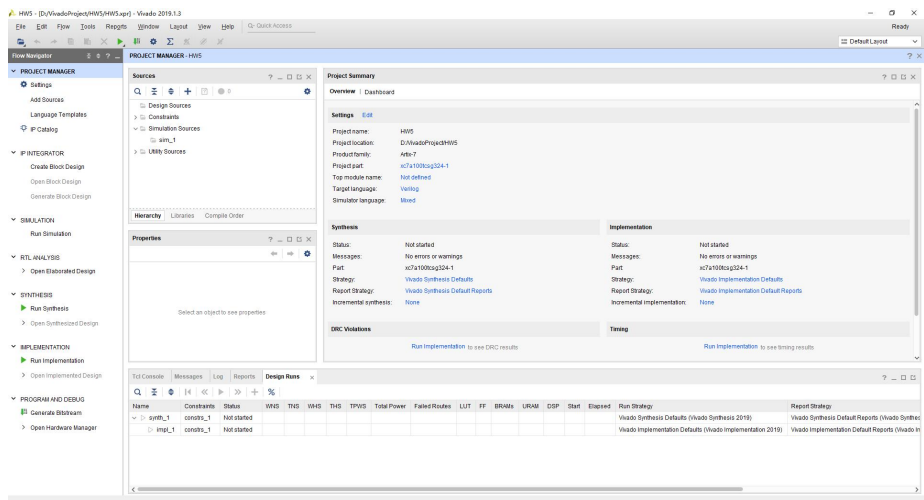 HW5 - [D:/VivadoProject/HW5/HW5.xpr] - Vivado 2019.1.3
File Edit Flow Tools Reports Window Layout View Help Quick Access
Ready
Default Layout
Flow Navigator
PROJECT MANAGER - HW5
PROJECT MANAGER
Settings
Add Sources
Language Templates
IP Catalog
IP INTEGRATOR
Create Block Design
Open Block Design
Generate Block Design
SIMULATION
Run Simulation
RTL ANALYSIS
Open Elaborated Design
SYNTHESIS
Run Synthesis
Open Synthesized Design
IMPLEMENTATION
Run Implementation
Open Implemented Design
PROGRAM AND DEBUG
Generate Bitstream
Open Hardware Manager
Sources
0
Design Sources
Constraints
Simulation Sources
sim_1
Utility Sources
Hierarchy Libraries Compile Order
Properties
Select an object to see properties
Project Summary
Overview | Dashboard
Settings Edit
Project name: HW5
Project location: D:/VivadoProject/HW5
Product family: Artix-7
Project part: xc7a100tcsg324-1
Top module name: Not defined
Target language: Verilog
Simulator language: Mixed
Synthesis
Status: Not started
Messages: No errors or warnings
Part: xc7a100tcsg324-1
Strategy: Vivado Synthesis Defaults
Report Strategy: Vivado Synthesis Default Reports
Incremental synthesis: None
Implementation
Status: Not started
Messages: No errors or warnings
Part: xc7a100tcsg324-1
Strategy: Vivado Implementation Defaults
Report Strategy: Vivado Implementation Default Reports
Incremental implementation: None
DRC Violations
Run Implementation to see DRC results
Timing
Run Implementation to see timing results
Tcl Console Messages Log Reports Design Runs
Name Constraints Status WNS TNS WHS THS TPWS Total Power Failed Routes LUT FF BRAMs URAM DSP Start Elapsed Run Strategy Report Strategy
synth_1 constrs_1 Not started Vivado Synthesis Defaults (Vivado Synthesis 2019) Vivado Synthesis Default Reports (Vivado Synthes
impl_1 constrs_1 Not started Vivado Implementation Defaults (Vivado Implementation 2019) Vivado Implementation Default Reports (Vivado In